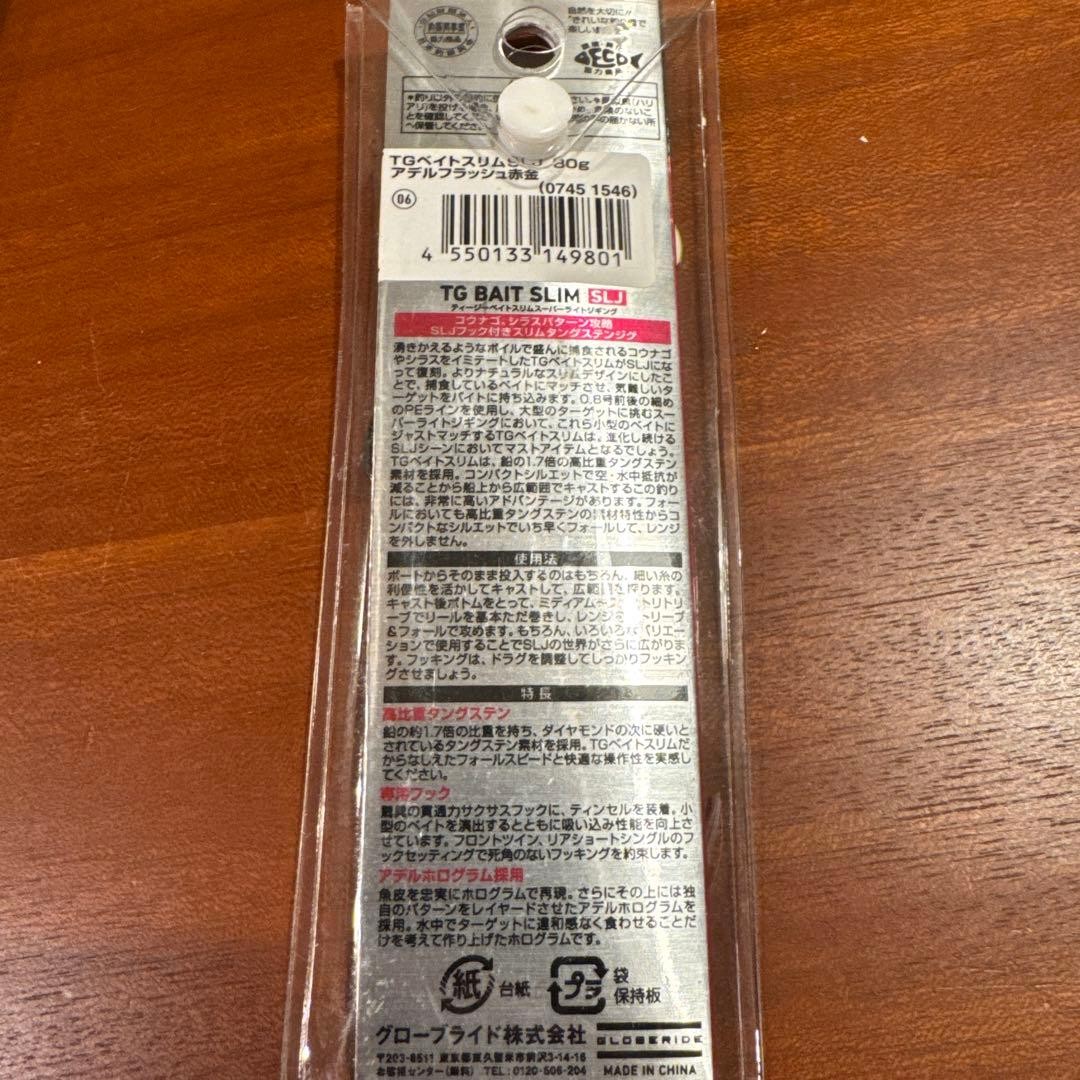 自然を大切に!!
ECO
協力商品
TGベイトスリムSLJ 30g
アデルフラッシュ赤金
(0745 1546)
06
4 550133 149801
TG BAIT SLIM SLJ
ティージーベイトスリムスーパーライトジギング
コウナゴ、シラスパターン攻略
SLJフック付きスリムタングステンジグ
湧きかえるようなボイルで盛んに捕食されるコウナゴ
やシラスをイミテートしたTGベイトスリムがSLJにな
って復刻。よりナチュラルなスリムデザインにしたこ
とで、捕食しているベイトにマッチさせ、気難しいター
ゲットをバイトに持ち込みます。0.8号前後の細め
のPEラインを使用し、大型のターゲットに挑むスー
パーライトジギングにおいて、これら小型のベイトに
ジャストマッチするTGベイトスリムは、進化し続ける
SLJシーンにおいてマストアイテムとなるでしょう。
TGベイトスリムは、鉛の1.7倍の高比重タングステン
素材を採用。コンパクトシルエットで空・水中抵抗が
減ることから船上から広範囲でキャストするこの釣り
には、非常に高いアドバンテージがあります。フォー
ルにおいても高比重タングステンの素材特性からコ
ンパクトなシルエットでいち早くフォールして、レンジ
を外しません。
使用法
ボートからそのまま投入するのはもちろん、細い糸の
利便性を活かしてキャストして、広範囲を探ります。
キャスト後ボトムをとって、ミディアム
ブでリールを基本ただ巻きし、レンジを
&フォールで攻めます。もちろん、いろいろなバリエー
ションで使用することでSLJの世界がさらに広がりま
す。フッキングは、ドラグを調整してしっかりフッキン
グさせましょう。
特長
高比重タングステン
鉛の約1.7倍の比重を持ち、ダイヤモンドの次に硬いと
されているタングステン素材を採用。TGベイトスリムだ
からなしえたフォールスピードと快適な操作性を実感し
てください。
専用フック
驚異の貫通力サクサスフックに、ティンセルを装着。小
型のベイトを演出するとともに吸い込み性能を向上さ
せています。フロントツイン、リアショートシングルのフ
ックセッティングで死角のないフッキングを約束します。
アデルホログラム採用
魚皮を忠実にホログラムで再現。さらにその上には独
自のパターンをレイヤードさせたアデルホログラムを
採用。水中でターゲットに違和感なく食わせることだ
けを考えて作り上げたホログラムです。
紙 台紙 プラ 袋
保持板
グローブライド株式会社 GLOBERIDE
〒203-8511 東京都東久留米市前沢3-14-16
お客様センター(無料) TEL:0120-506-204 MADE IN CHINA